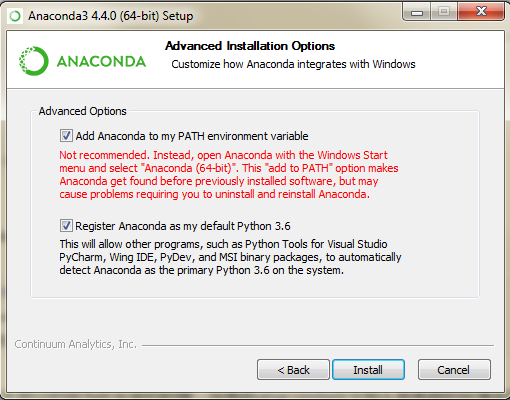 Anaconda3 4.4.0 (64-bit) Setup
Advanced Installation Options
Customize how Anaconda integrates with Windows
ANACONDA
Advanced Options
Add Anaconda to my PATH environment variable
Not recommended. Instead, open Anaconda with the Windows Start
menu and select "Anaconda (64-bit)". This "add to PATH" option makes
Anaconda get found before previously installed software, but may
cause problems requiring you to uninstall and reinstall Anaconda.
Register Anaconda as my default Python 3.6
This will allow other programs, such as Python Tools for Visual Studio
PyCharm, Wing IDE, PyDev, and MSI binary packages, to automatically
detect Anaconda as the primary Python 3.6 on the system.
Continuum Analytics, Inc.
< Back
Install
Cancel